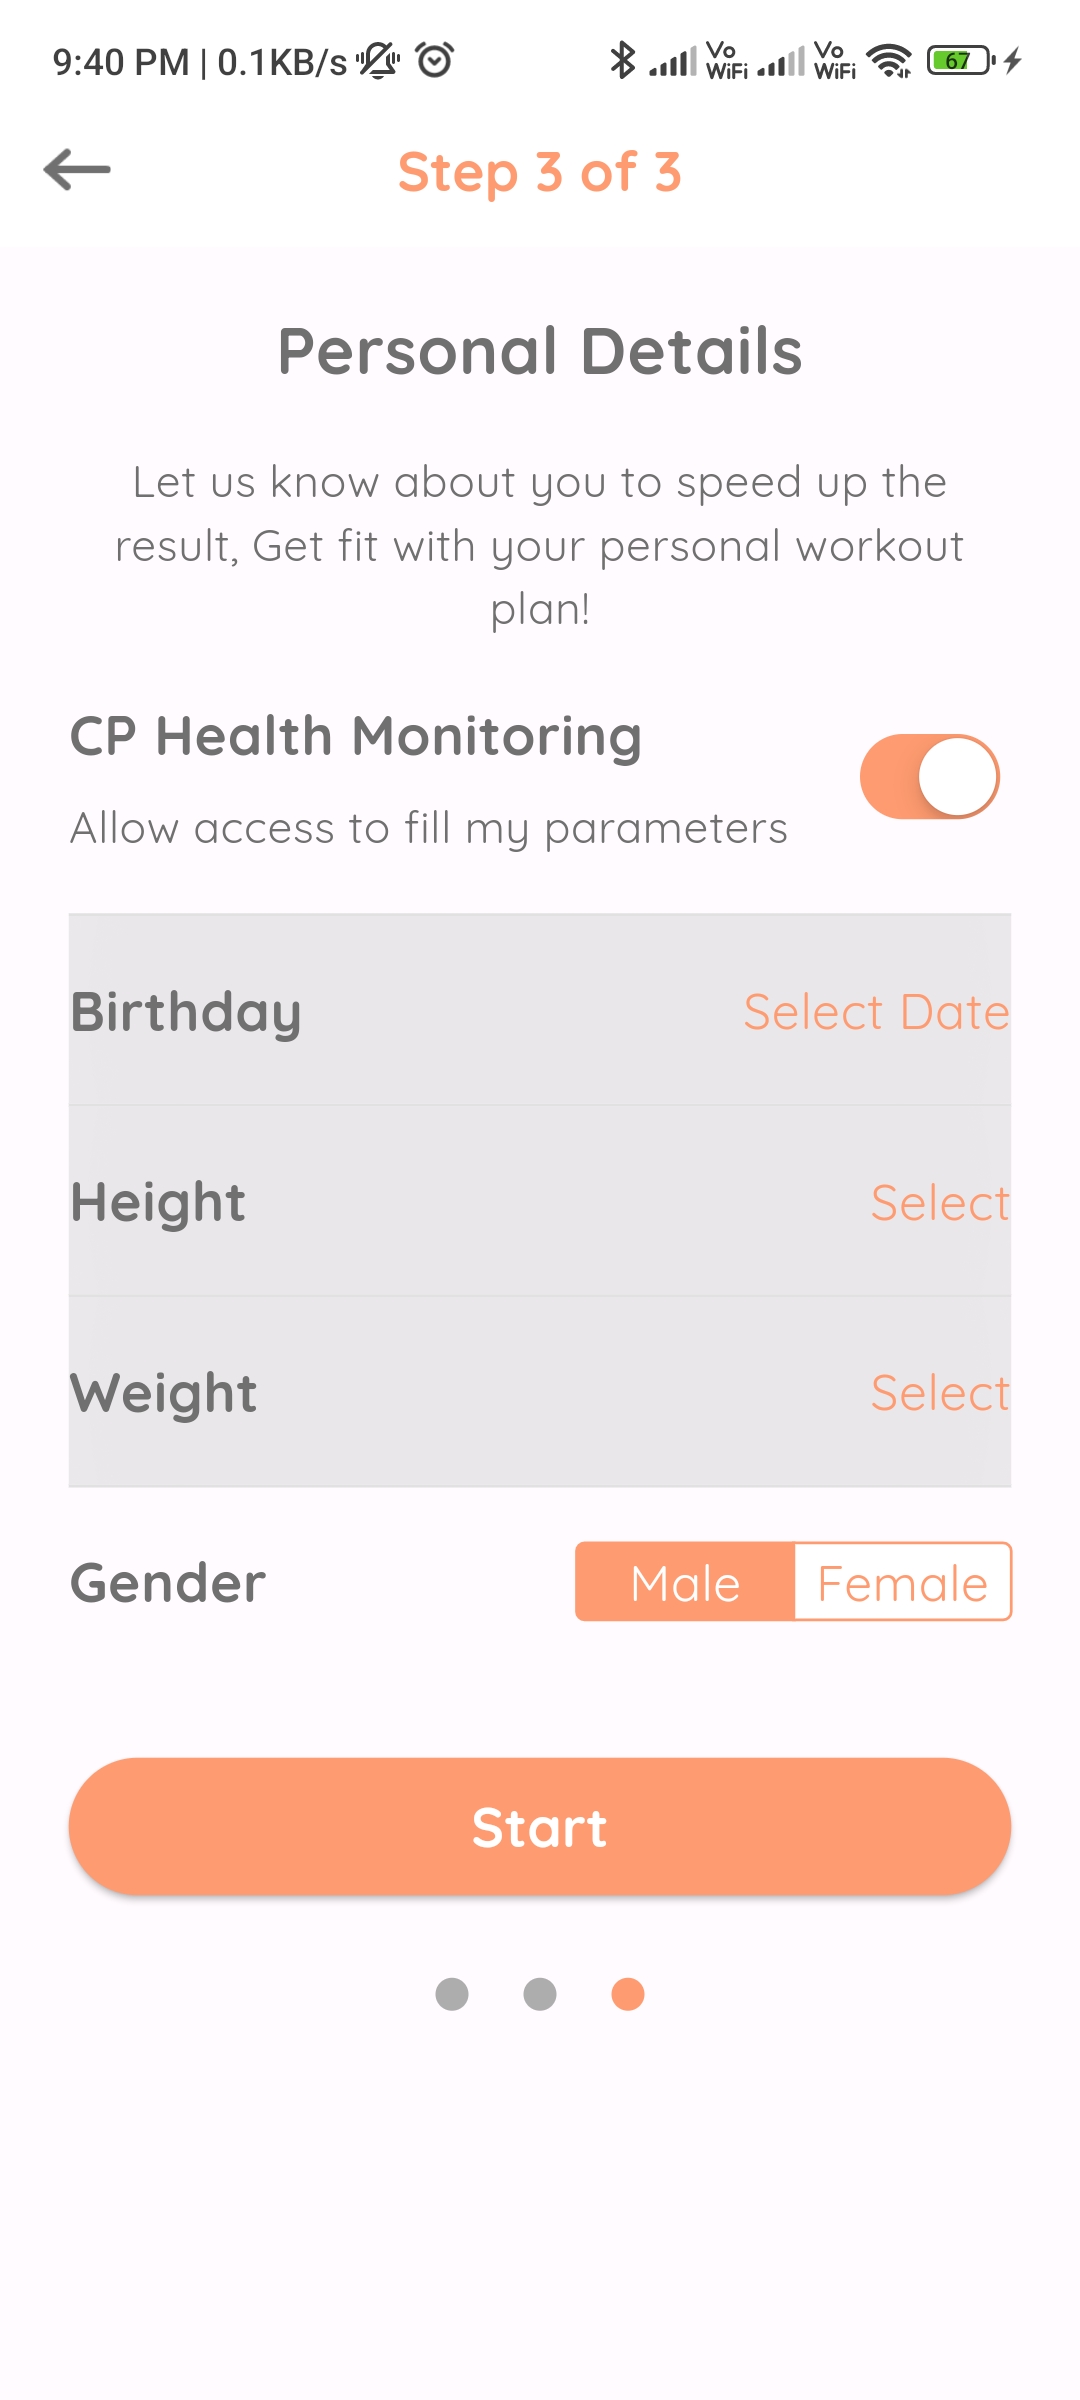 9:40 PM | 0.1KB/s Vo WiFi Vo WiFi 67
Step 3 of 3
Personal Details
Let us know about you to speed up the
result, Get fit with your personal workout
plan!
CP Health Monitoring
Allow access to fill my parameters
Birthday Select Date
Height Select
Weight Select
Gender Male Female
Start